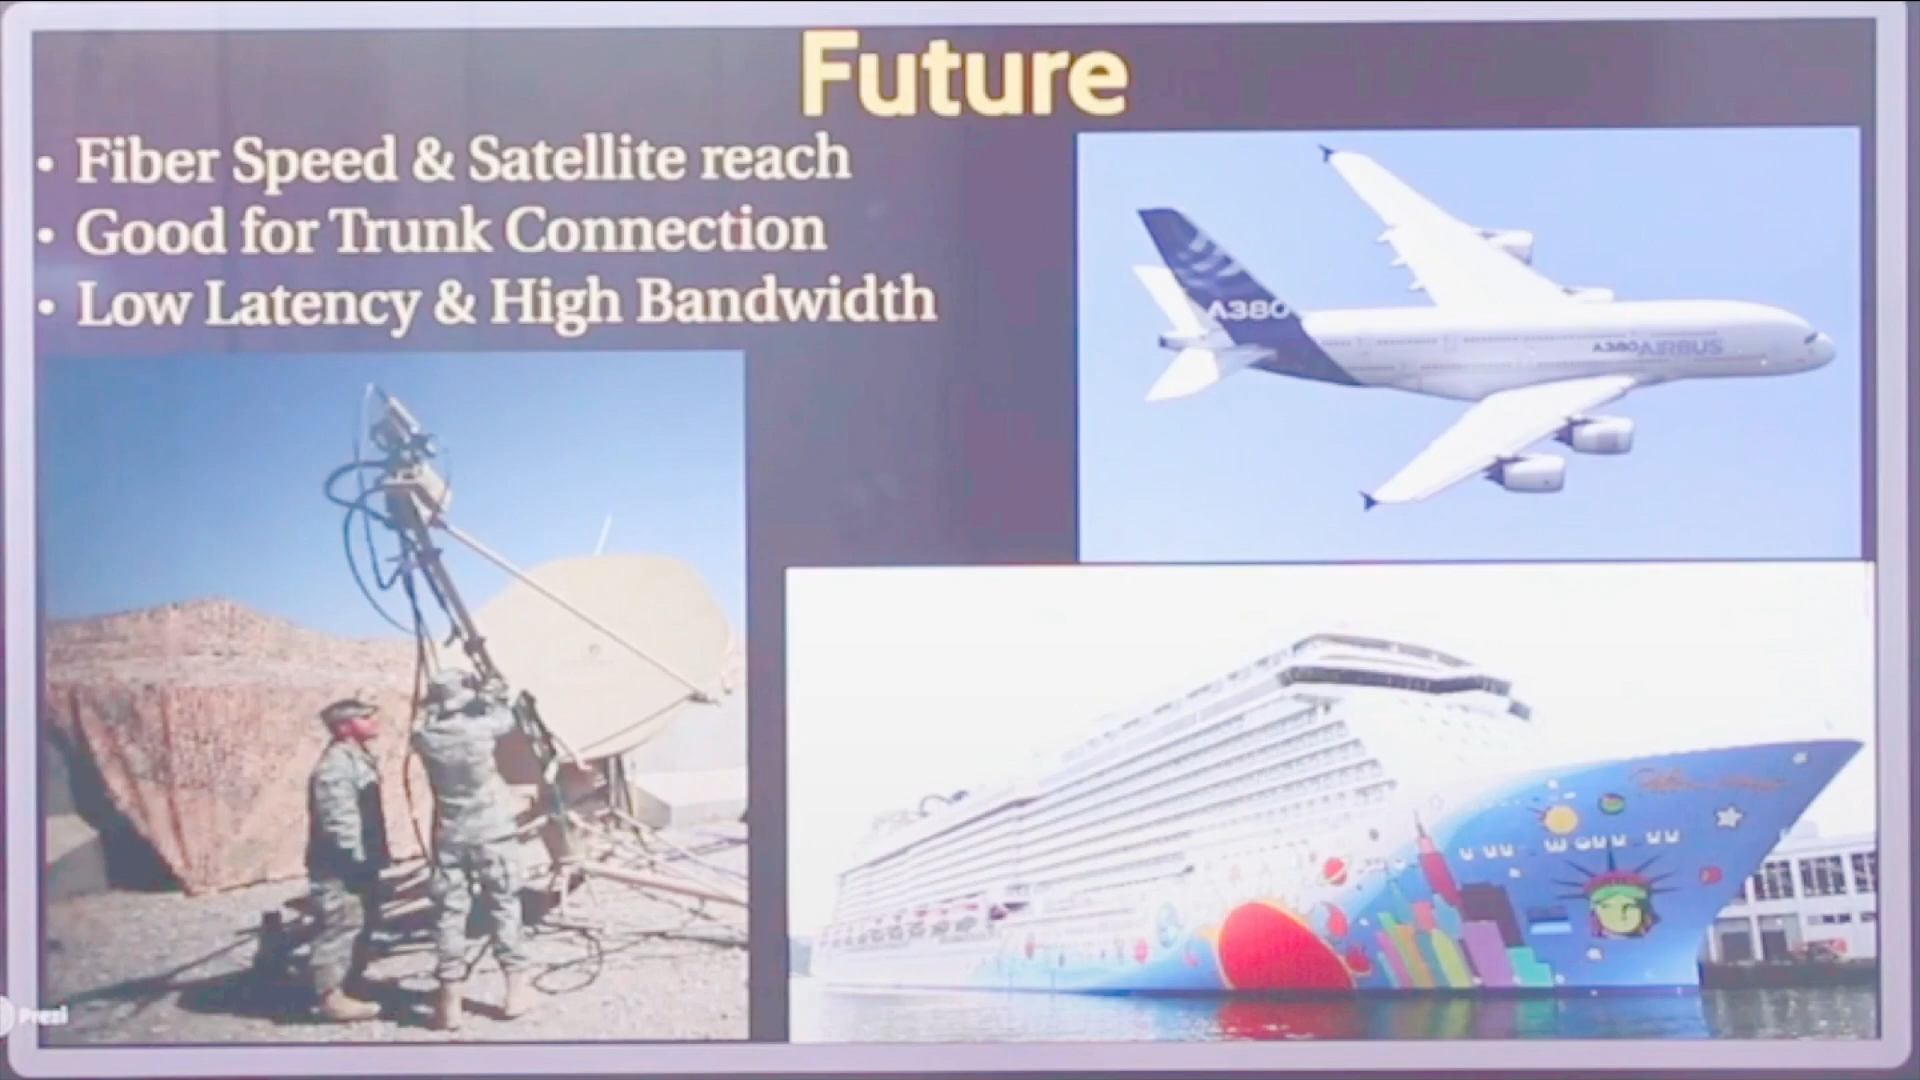 Future
• Fiber Speed & Satellite reach
• Good for Trunk Connection
• Low Latency & High Bandwidth
A380
A380 AIRBUS
Prezi